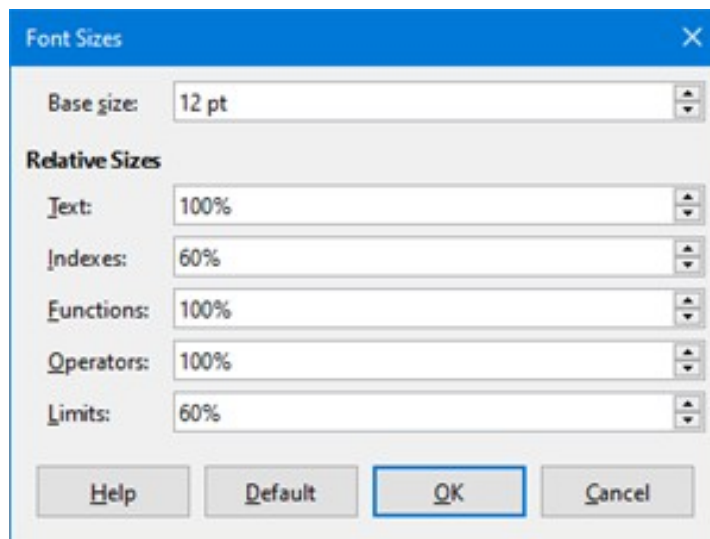 Font Sizes
Base size: 12 pt
Relative Sizes
Text: 100%
Indexes: 60%
Functions: 100%
Operators: 100%
Limits: 60%
Help Default OK Cancel